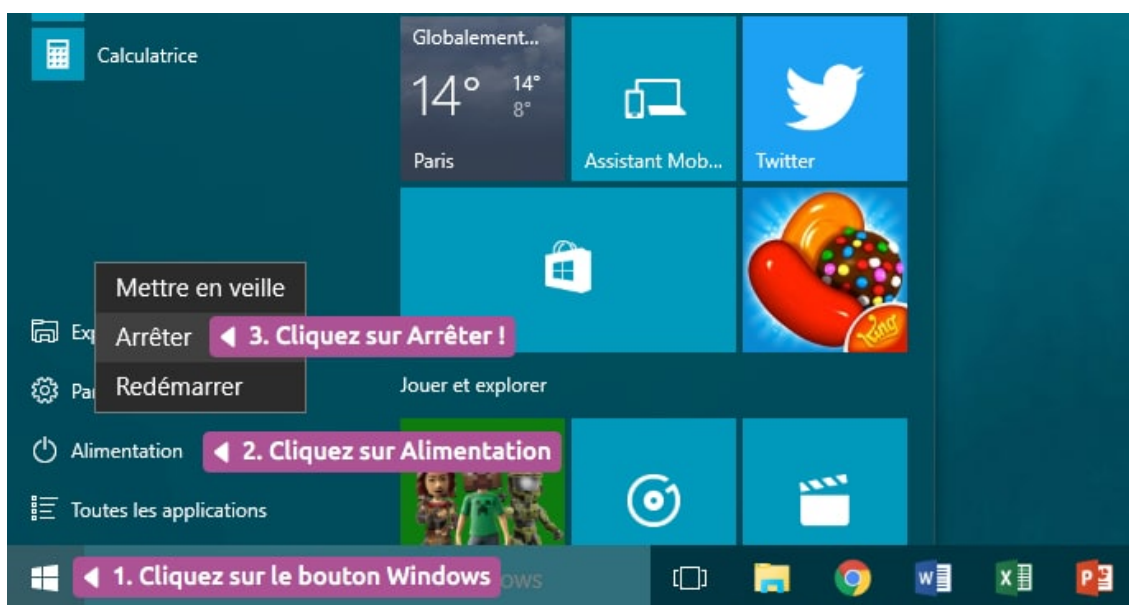 Calculatrice
Globalement...
14° 14°
8°
Paris
Assistant Mob...
Twitter
Mettre en veille
Arrêter
3. Cliquez sur Arrêter !
Redémarrer
King
Jouer et explorer
Alimentation
2. Cliquez sur Alimentation
Toutes les applications
1. Cliquez sur le bouton Windows